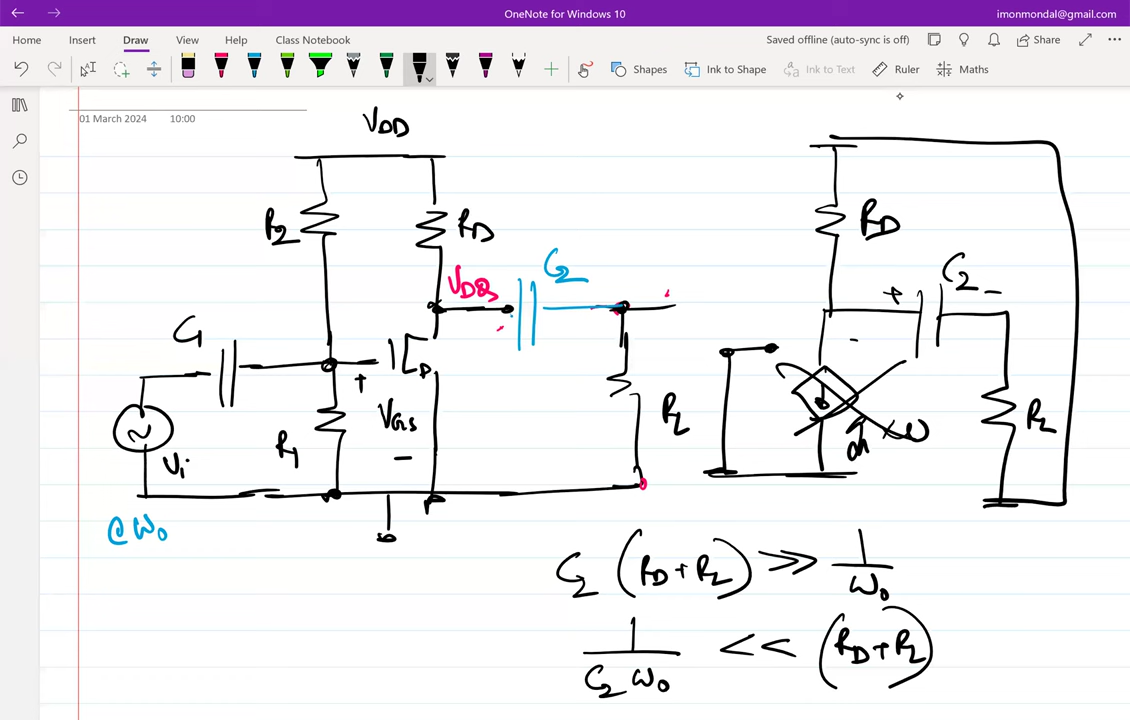 OneNote for Windows 10
imonmondal@gmail.com
Home Insert Draw View Help Class Notebook
Saved offline (auto-sync is off) Share
Shapes Ink to Shape Ink to Text Ruler Maths
01 March 2024 10:00
VDD
R2 RD RD
VDQ C2 C2
C1
+ -
+ -
VGS
-
R1 RL RL
Vi
@ω0
C2 (RD+RL) >> 1/ω0
1/C2 ω0 << (RD+RL)